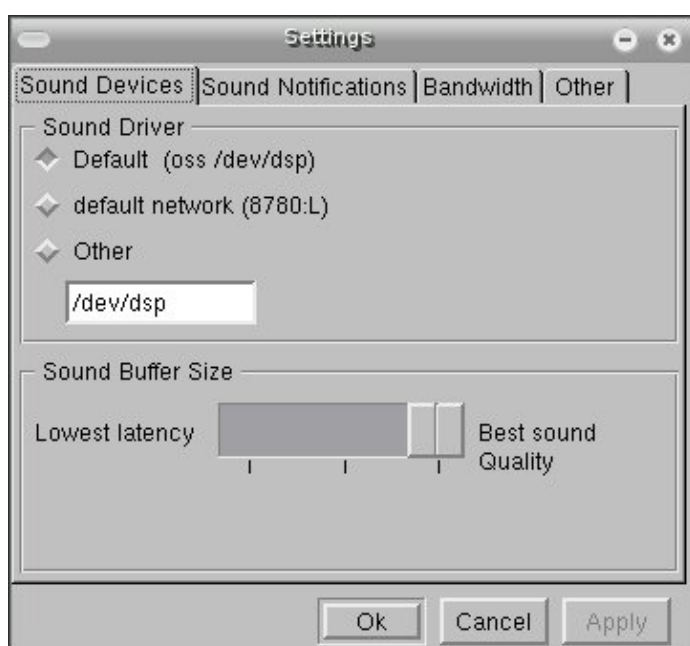 Settings
Sound Devices Sound Notifications Bandwidth Other
Sound Driver
Default (oss /dev/dsp)
default network (8780:L)
Other
/dev/dsp
Sound Buffer Size
Lowest latency Best sound
Quality
Ok Cancel Apply